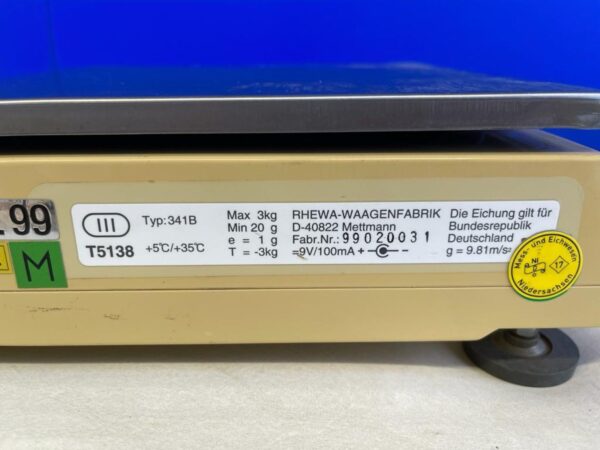 99
M
III
T5138
Typ:341B
+5°C/+35°C
Max 3kg
Min 20 g
e = 1 g
T = -3kg
RHEWA-WAAGENFABRIK
D-40822 Mettmann
Fabr.Nr.: 99020031
=9V/100mA +
Die Eichung gilt für
Bundesrepublik
Deutschland
g = 9.81m/s²
Mess- und Eichwesen
NI
17
Niedersachsen